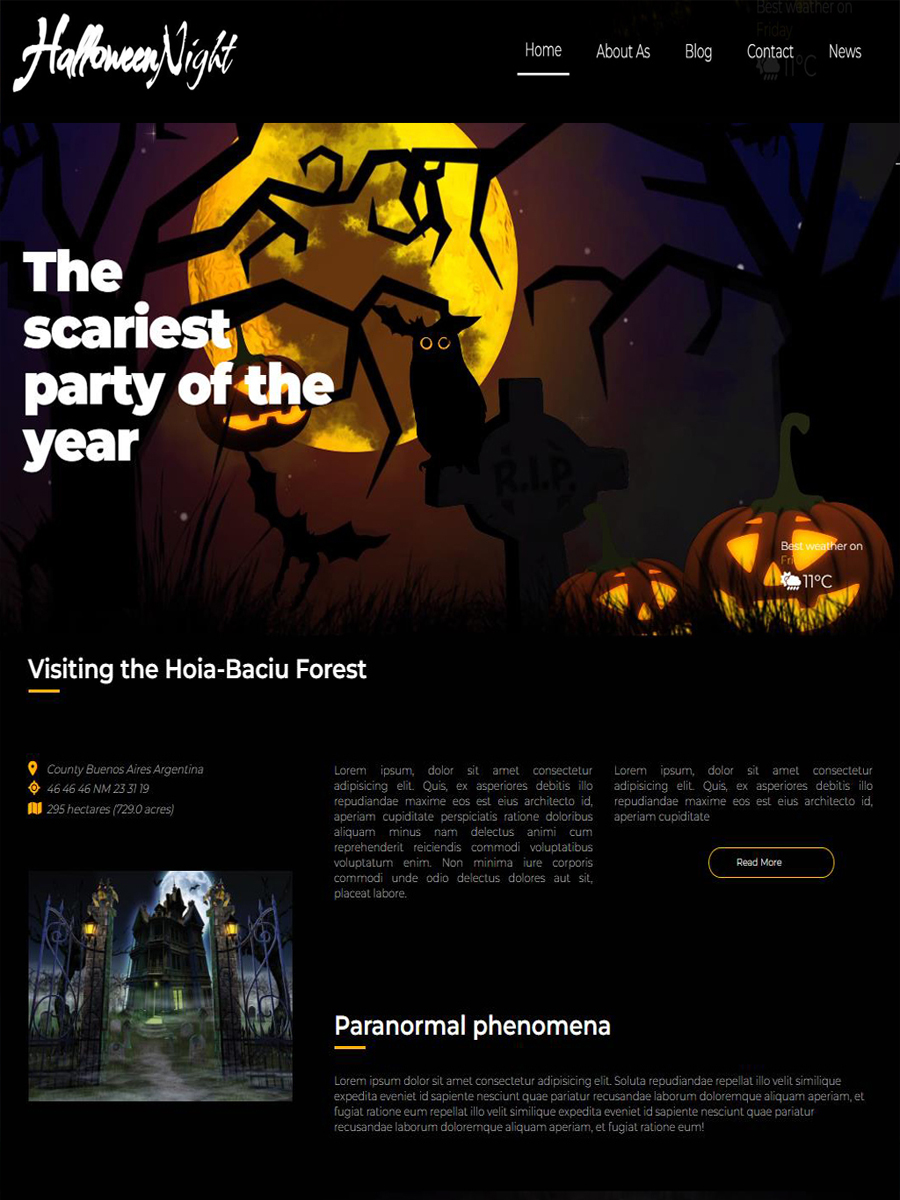 Best weather on
Friday
11°C
HalloweenNight
Home
About As
Blog
Contact
News
The
scariest
party of the
year
R.I.P.
Best weather on
Fri
11°C
Visiting the Hoia-Baciu Forest
County Buenos Aires Argentina
46 46 46 NM 23 31 19
295 hectares (729.0 acres)
Lorem ipsum, dolor sit amet consectetur
adipisicing elit. Quis, ex asperiores debitis illo
repudiandae maxime eos est eius architecto id,
aperiam cupiditate perspiciatis ratione doloribus
aliquam minus nam delectus animi cum
reprehenderit reiciendis commodi voluptatibus
voluptatum enim. Non minima iure corporis
commodi unde odio delectus dolores aut sit,
placeat labore.
Lorem ipsum, dolor sit amet consectetur
adipisicing elit. Quis, ex asperiores debitis illo
repudiandae maxime eos est eius architecto id,
aperiam cupiditate
Read More
Paranormal phenomena
Lorem ipsum dolor sit amet consectetur adipisicing elit. Soluta repudiandae repellat illo velit similique
expedita eveniet id sapiente nesciunt quae pariatur recusandae laborum doloremque aliquam aperiam, et
fugiat ratione eum repellat illo velit similique expedita eveniet id sapiente nesciunt quae pariatur
recusandae laborum doloremque aliquam aperiam, et fugiat ratione eum!